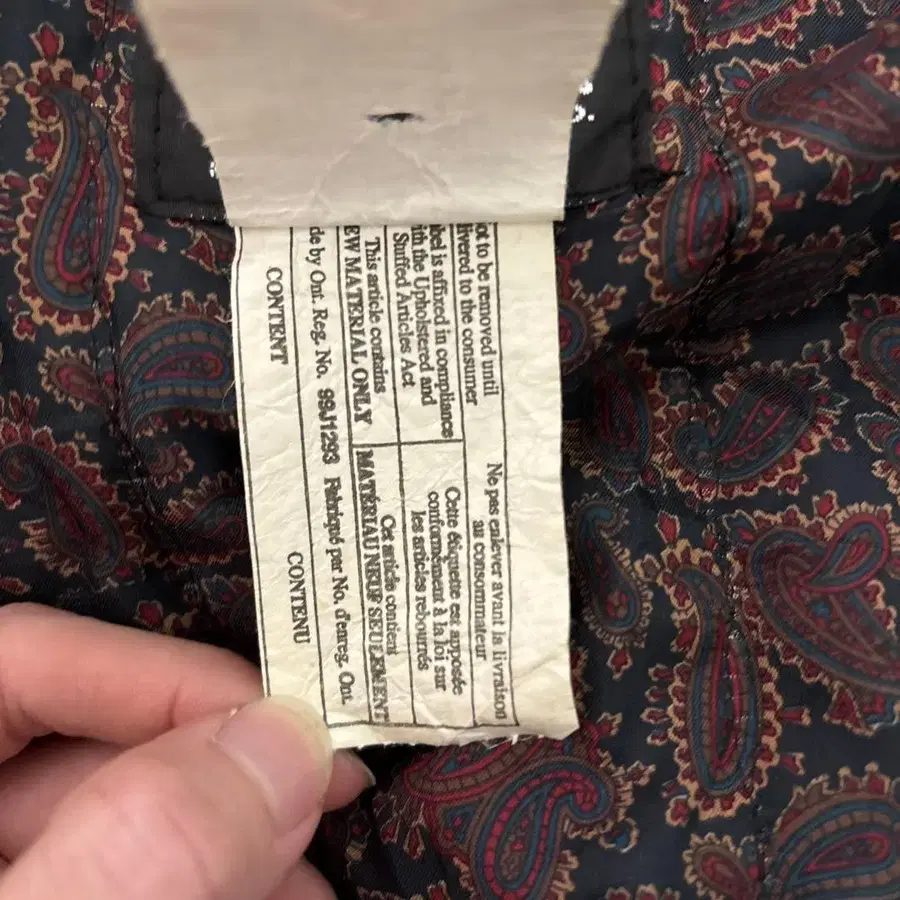 ot to be removed until
livered to the consumer
Ne pas enlever avant la livraison
au consommateur
bel is affixed in compliance
ith the Upholstered and
Stuffed Articles Act
Cette étiquette est apposée
conformément à la loi sur
les articles rebourrés
This article contains
EW MATERIAL ONLY
Cet article contient
MATÉRIAU NEUF SEULEMENT
de by Ont. Reg. No. 99J1293 Fabriqué par No. d'enreg. Ont.
CONTENT CONTENU